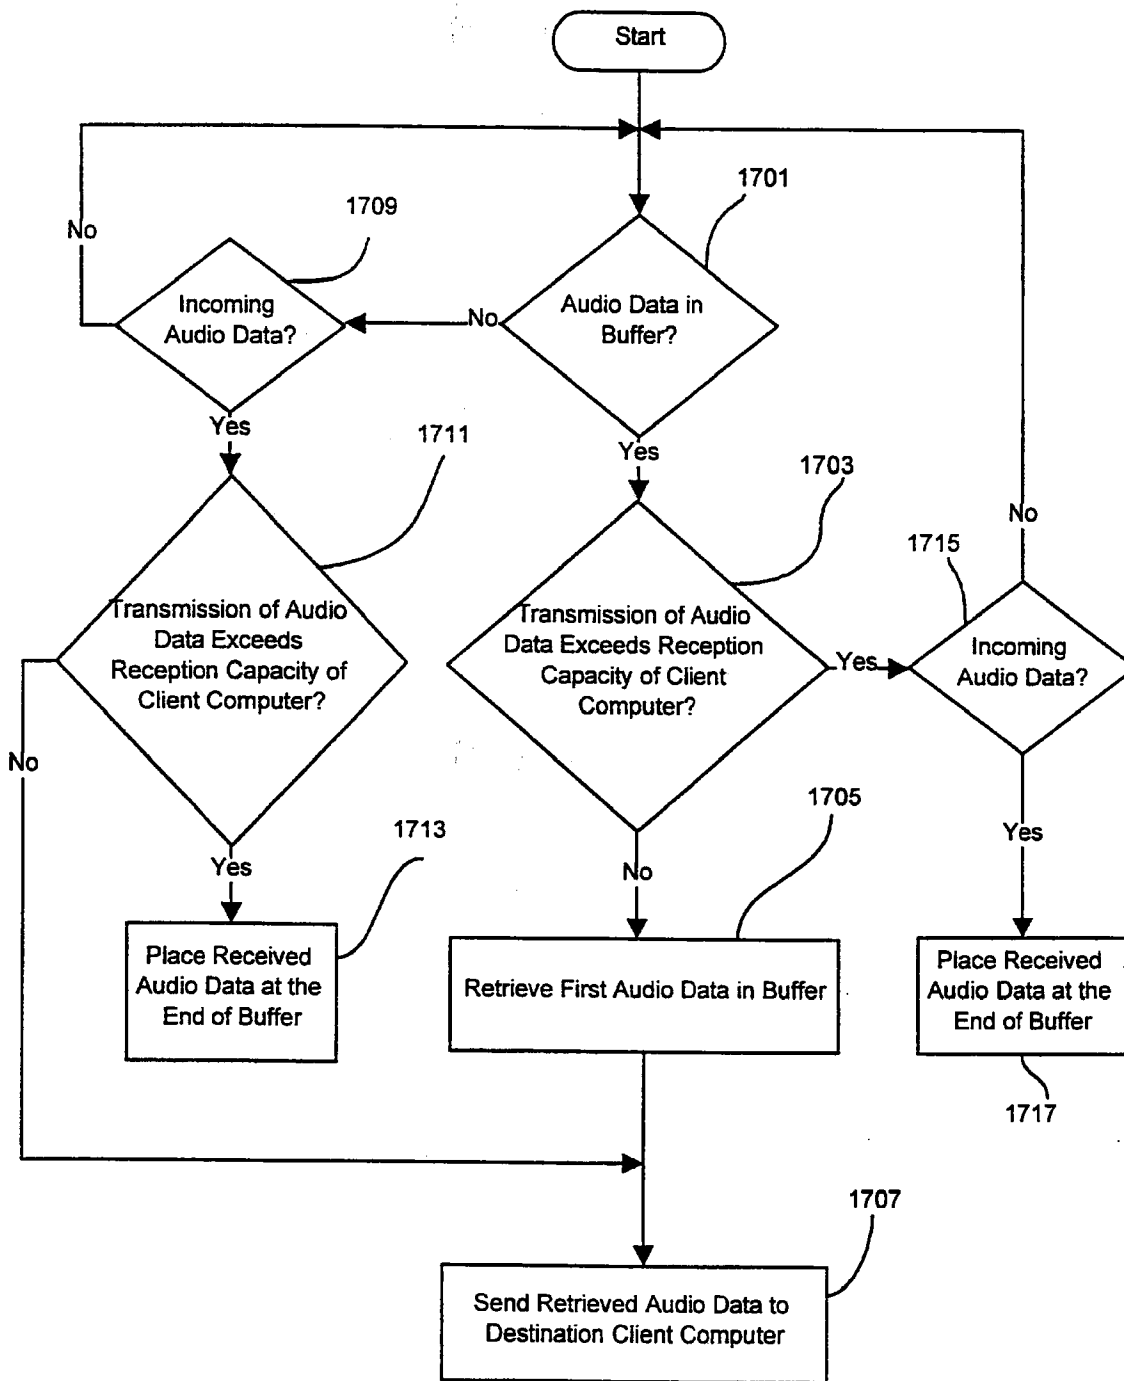 Start
1701
1709
No
Incoming
Audio Data?
No
Audio Data in
Buffer?
Yes
1711
Yes
1703
No
1715
Transmission of Audio
Data Exceeds
Reception Capacity of
Client Computer?
Transmission of Audio
Data Exceeds Reception
Capacity of Client
Computer?
Yes
Incoming
Audio Data?
No
1705
1713
Yes
Yes
No
Place Received
Audio Data at the
End of Buffer
Retrieve First Audio Data in Buffer
Place Received
Audio Data at the
End of Buffer
1717
1707
Send Retrieved Audio Data to
Destination Client Computer